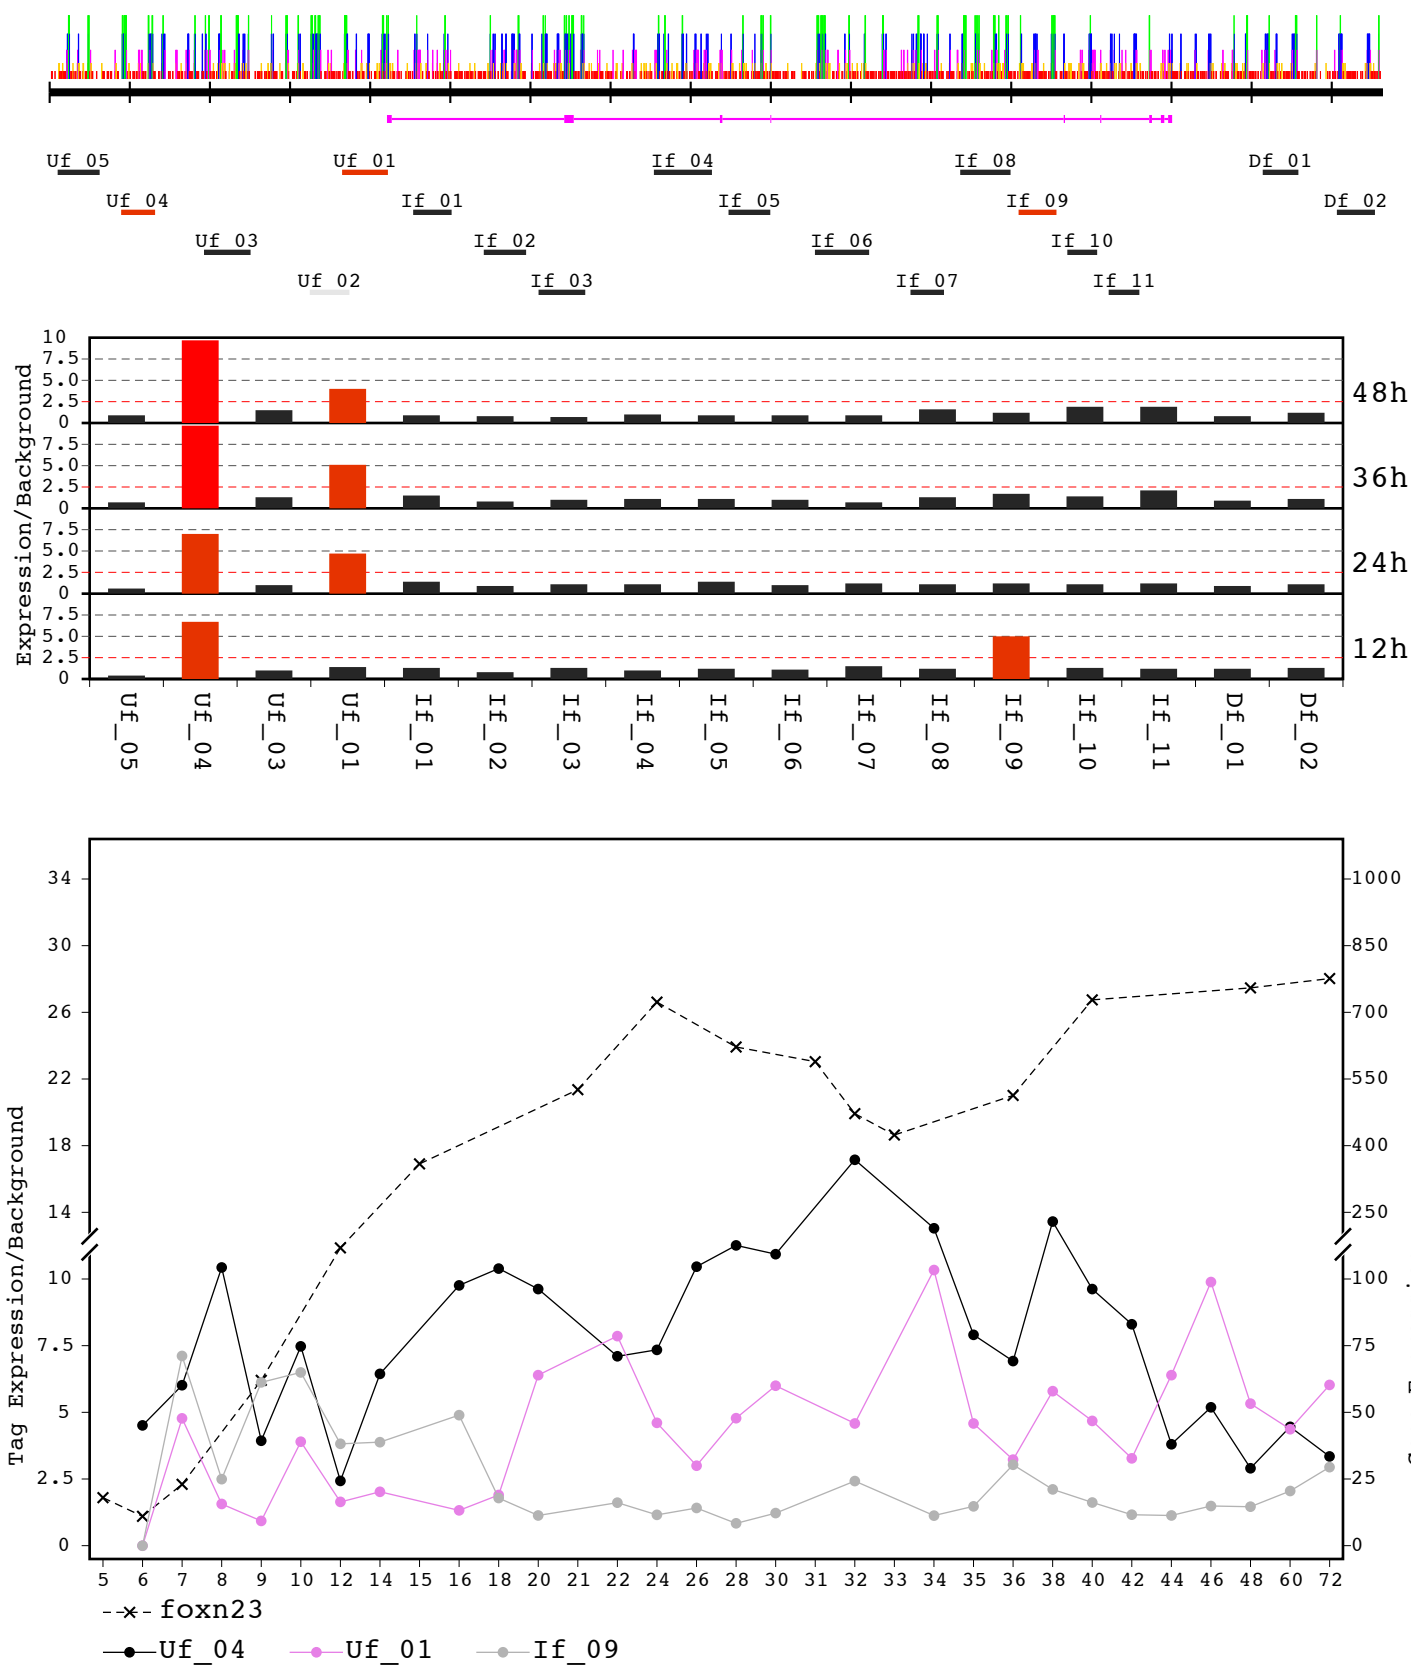 Uf_05 Uf_01 If_04 If_08 Df_01
Uf_04 If_01 If_05 If_09 Df_02
Uf_03 If_02 If_06 If_10
Uf_02 If_03 If_07 If_11
Expression/Background
10
7.5
5.0
2.5
0
48h
7.5
5.0
2.5
0
36h
7.5
5.0
2.5
0
24h
7.5
5.0
2.5
0
12h
Uf_05 Uf_04 Uf_03 Uf_01 If_01 If_02 If_03 If_04 If_05 If_06 If_07 If_08 If_09 If_10 If_11 Df_01 Df_02
Tag Expression/Background
34 1000
30 850
26 700
22 550
18 400
14 250
10 100
7.5 75
5 50
2.5 25
0 0
5 6 7 8 9 10 12 14 15 16 18 20 21 22 24 26 28 30 31 32 33 34 35 36 38 40 42 44 46 48 60 72
foxn23
Uf_04 Uf_01 If_09